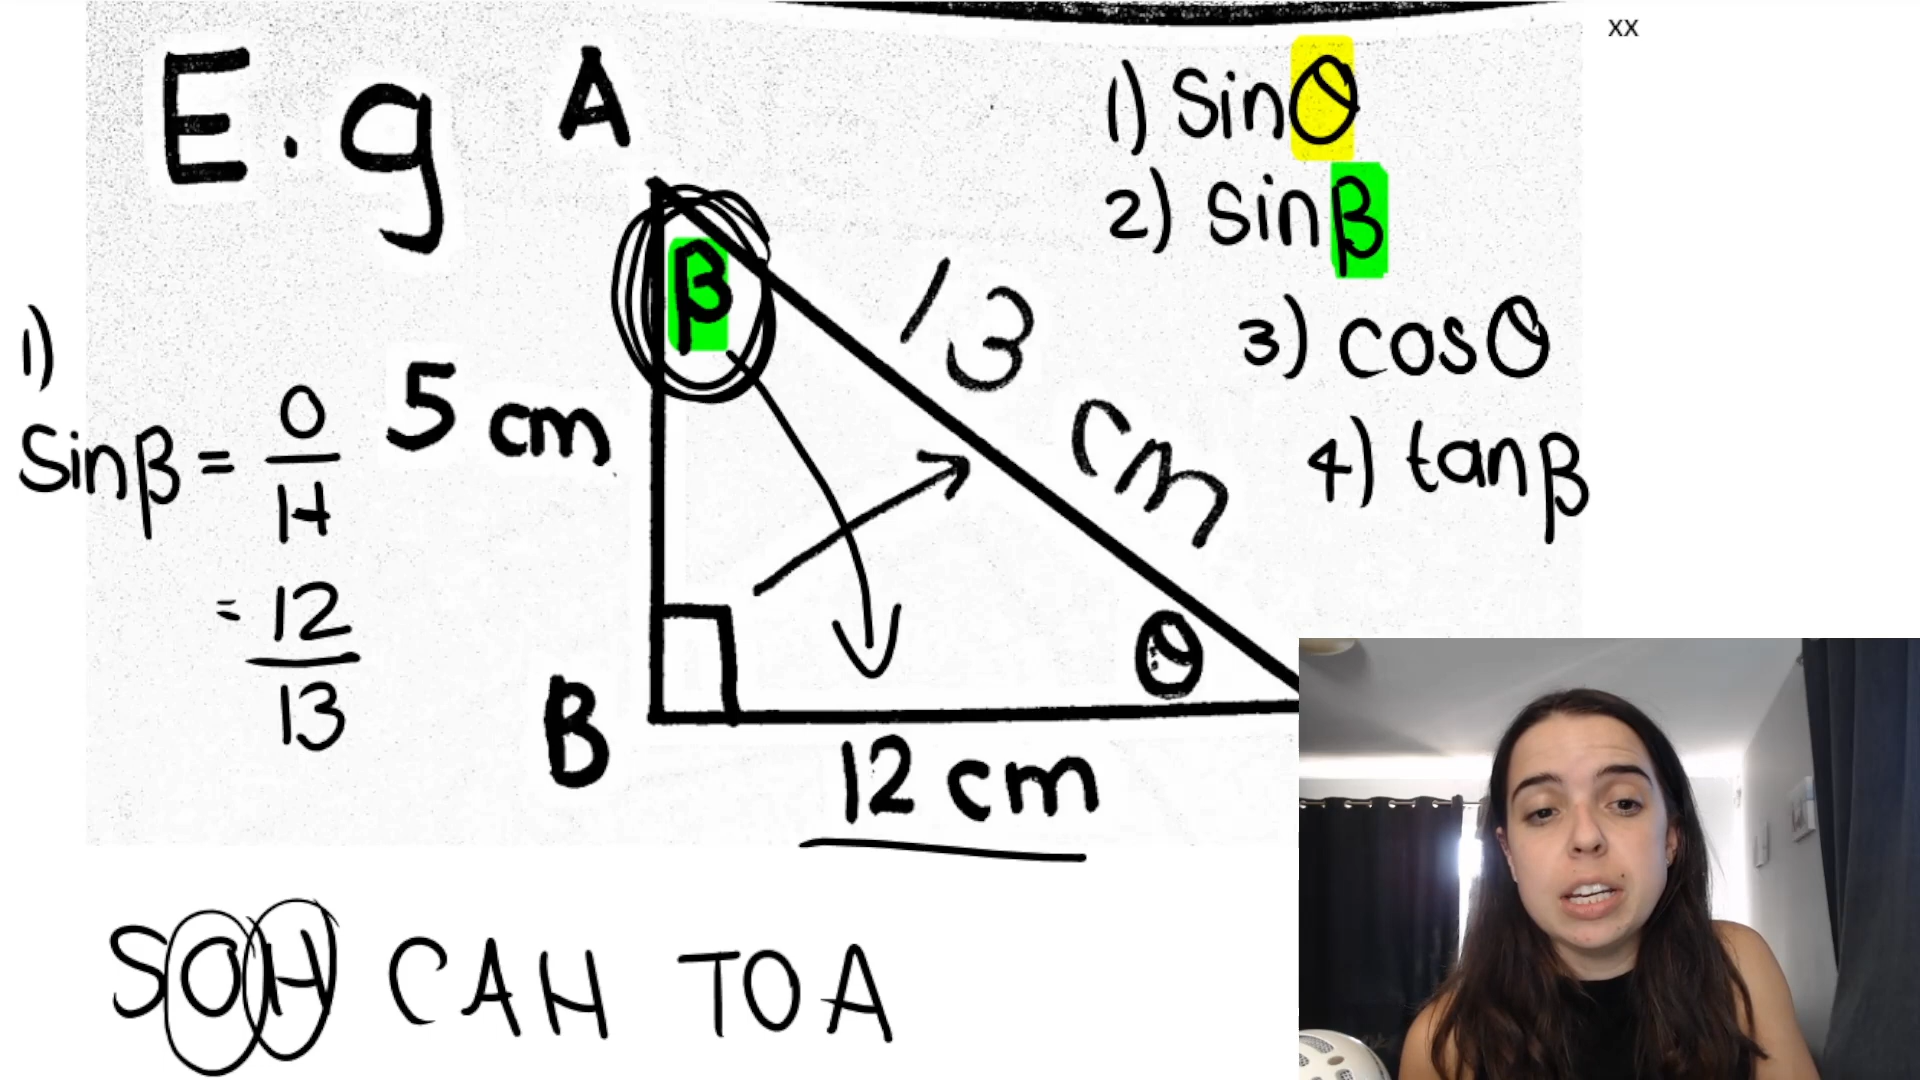 xx
E.g
A
1) sinθ
2) sinβ
3) cosθ
4) tanβ
β
13 cm
5 cm
1)
sinβ = O/H
= 12/13
θ
B
12 cm
SOH CAH TOA